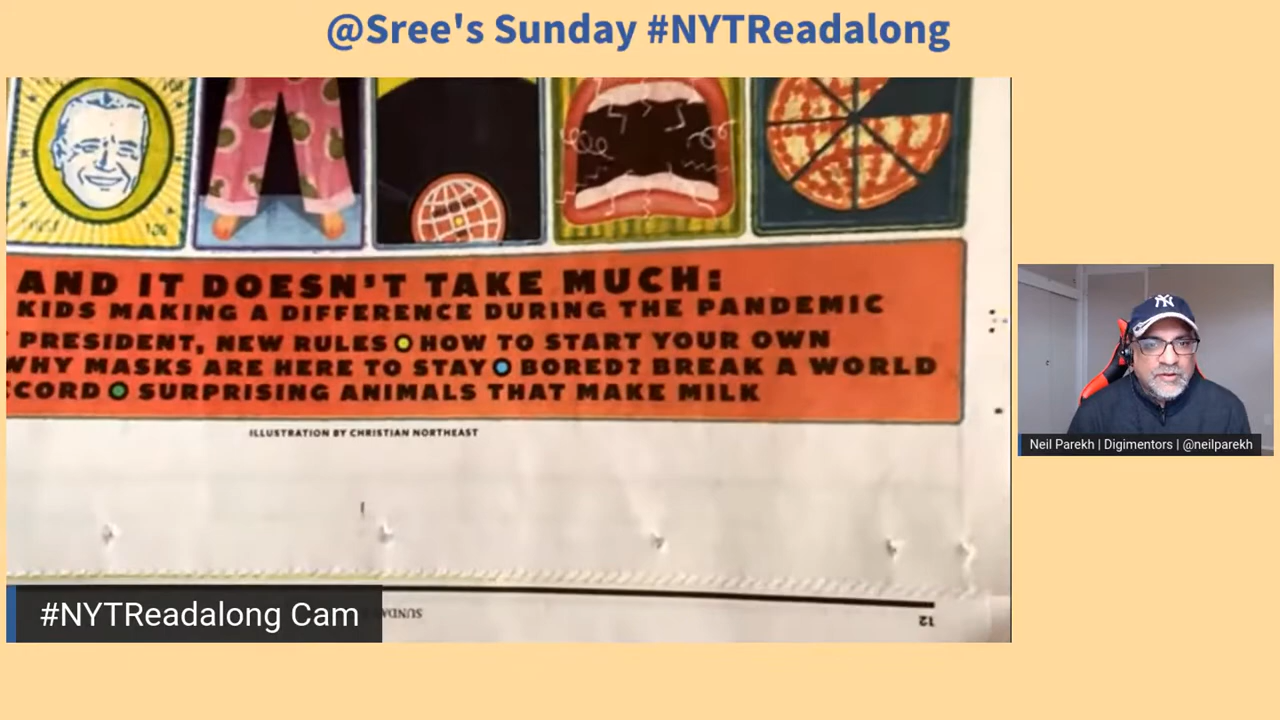 @Sree's Sunday #NYTReadalong
AND IT DOESN'T TAKE MUCH:
KIDS MAKING A DIFFERENCE DURING THE PANDEMIC
PRESIDENT, NEW RULES HOW TO START YOUR OWN
WHY MASKS ARE HERE TO STAY BORED? BREAK A WORLD
CORD SURPRISING ANIMALS THAT MAKE MILK
ILLUSTRATION BY CHRISTIAN NORTHEAST
Neil Parekh | Digimentors | @neilparekh
#NYTReadalong Cam
12